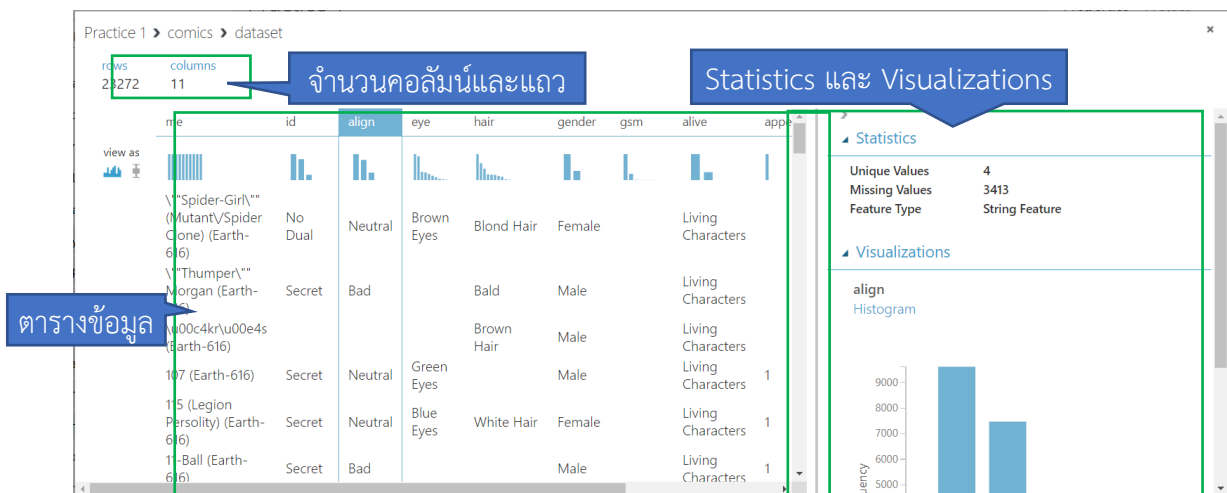 Practice 1 > comics > dataset
rows columns
23272 11
จำนวนคอลัมน์และแถว
Statistics และ Visualizations
me id align eye hair gender gsm alive appe
view as
\""Spider-Girl\""
(Mutant\/Spider
Clone) (Earth-
616)
No
Dual
Neutral
Brown
Eyes
Blond Hair
Female
Living
Characters
\""Thumper\""
Morgan (Earth-
Secret
Bad
Bald
Male
Living
Characters
ตารางข้อมูล
\u00c4kr\u00e4s
(Earth-616)
Brown
Hair
Male
Living
Characters
107 (Earth-616)
Secret
Neutral
Green
Eyes
Male
Living
Characters
1
115 (Legion
Persolity) (Earth-
616)
Secret
Neutral
Blue
Eyes
White Hair
Female
Living
Characters
1
11-Ball (Earth-
616)
Secret
Bad
Male
Living
Characters
1
Statistics
Unique Values 4
Missing Values 3413
Feature Type String Feature
Visualizations
align
Histogram
9000
8000
7000
6000
5000